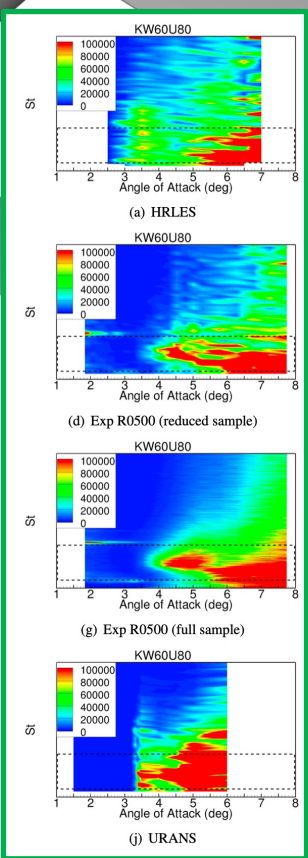 KW60U80
100000
80000
60000
40000
20000
0
St
1 2 3 4 5 6 7 8
Angle of Attack (deg)
(a) HRLES
KW60U80
100000
80000
60000
40000
20000
0
St
1 2 3 4 5 6 7 8
Angle of Attack (deg)
(d) Exp R0500 (reduced sample)
KW60U80
100000
80000
60000
40000
20000
0
St
1 2 3 4 5 6 7 8
Angle of Attack (deg)
(g) Exp R0500 (full sample)
KW60U80
100000
80000
60000
40000
20000
0
St
1 2 3 4 5 6 7 8
Angle of Attack (deg)
(j) URANS